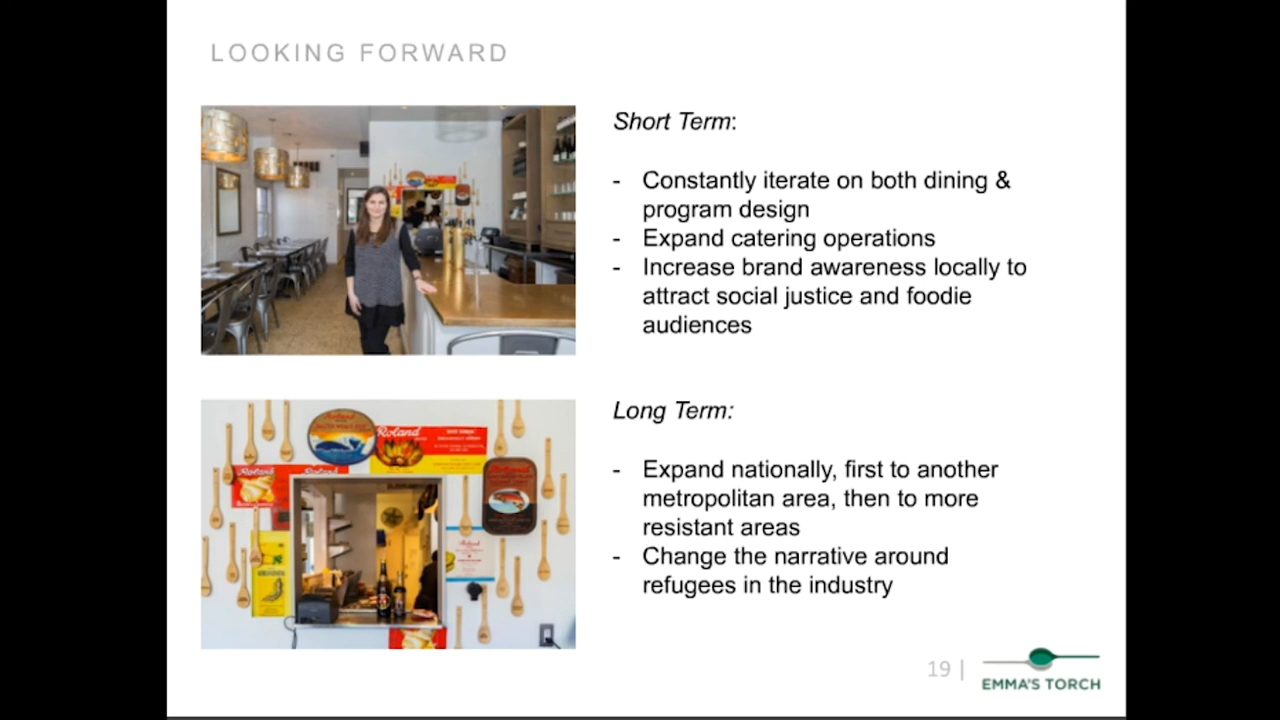 LOOKING FORWARD
Short Term:
- Constantly iterate on both dining &
program design
- Expand catering operations
- Increase brand awareness locally to
attract social justice and foodie
audiences
Roland
Roland
Roland
Long Term:
- Expand nationally, first to another
metropolitan area, then to more
resistant areas
- Change the narrative around
refugees in the industry
19 |
EMMA'S TORCH